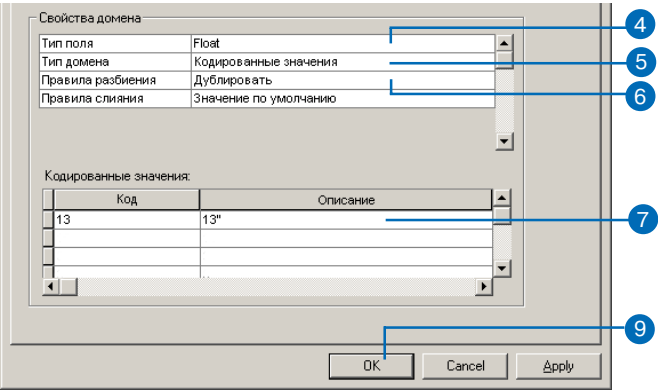 Свойства домена
4
Тип поля Float
Тип домена Кодированные значения
5
Правила разбиения Дублировать
6
Правила слияния Значение по умолчанию
Кодированные значения:
Код Описание
13 13"
7
9
OK Cancel Apply